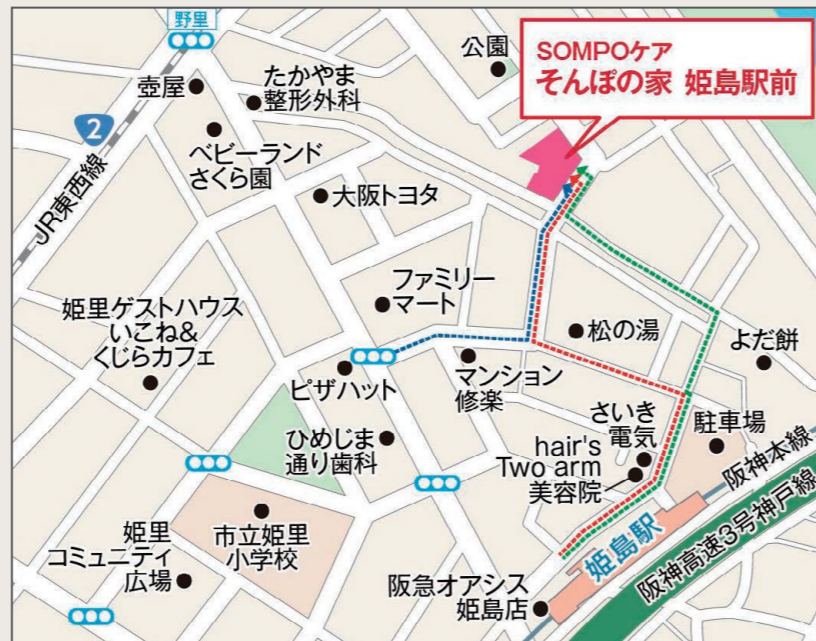 野里
壺屋
たかやま
整形外科
公園
SOMPOケア
そんぽの家 姫島駅前
2
ベビーランド
さくら園
JR東西線
大阪トヨタ
ファミリー
マート
姫里ゲストハウス
いこね&
くじらカフェ
松の湯
よだ餅
ピザハット
マンション
修楽
さいき
電気
駐車場
ひめじま
通り歯科
hair's
Two arm
美容院
阪神本線
姫島駅
阪神高速3号神戸線
市立姫里
小学校
姫里
コミュニティ
広場
阪急オアシス
姫島店